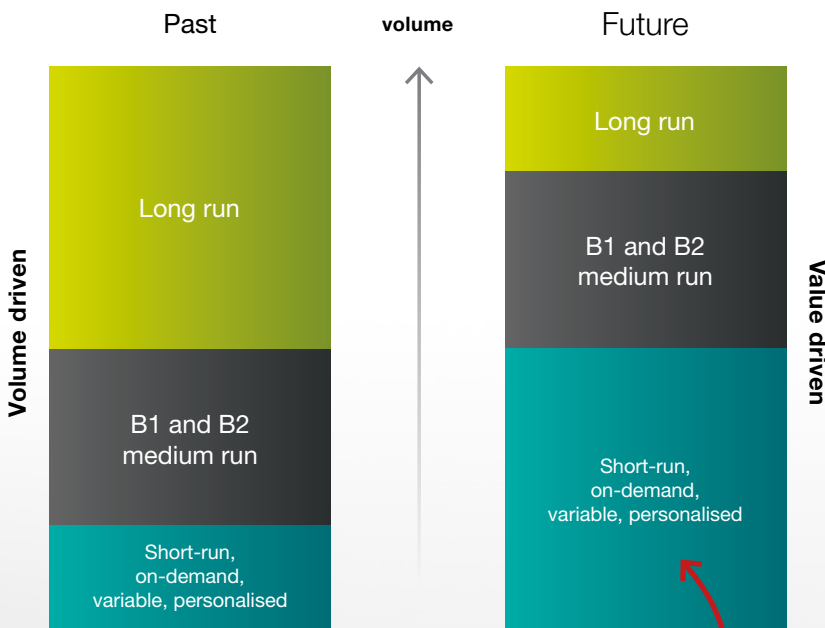 Past
volume
Future
Volume driven
Long run
B1 and B2
medium run
Short-run,
on-demand,
variable, personalised
Long run
B1 and B2
medium run
Short-run,
on-demand,
variable, personalised
Value driven